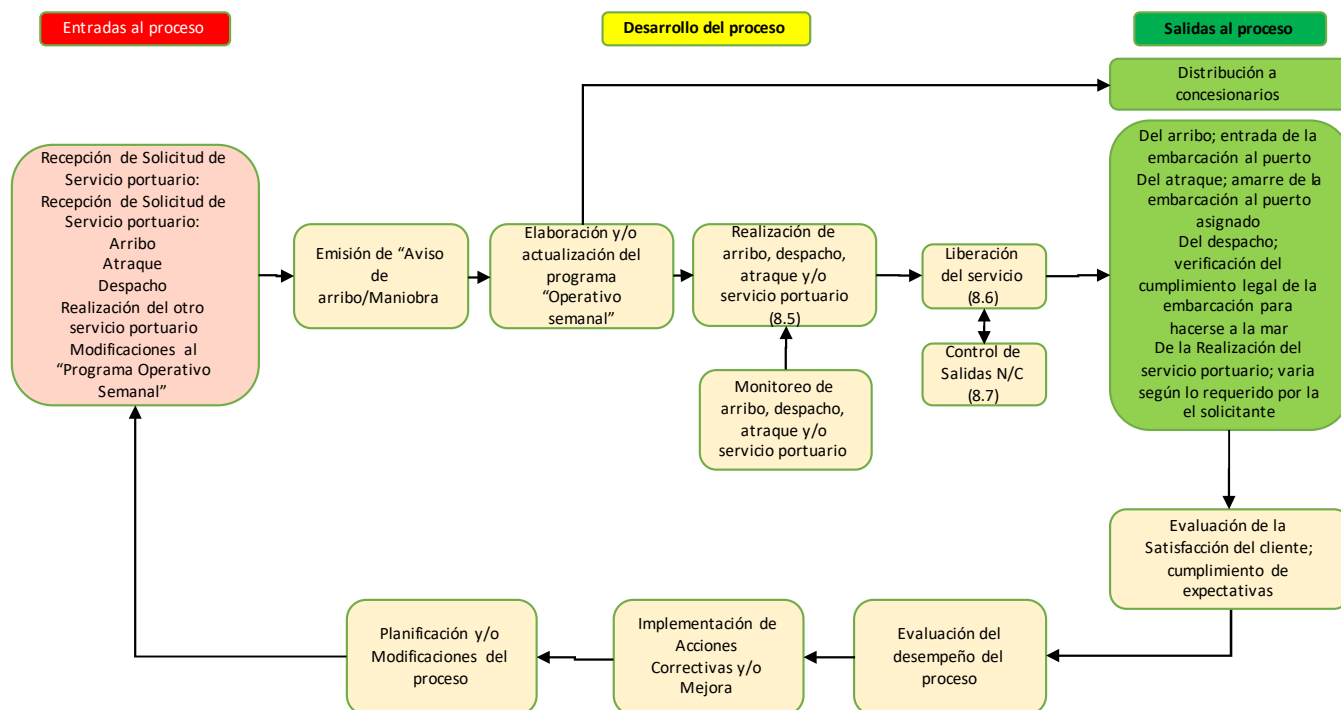 Entradas al proceso
Desarrollo del proceso
Salidas al proceso
Distribución a
concesionarios
Recepción de Solicitud de
Servicio portuario:
Recepción de Solicitud de
Servicio portuario:
Arribo
Atraque
Despacho
Realización del otro
servicio portuario
Modificaciones al
“Programa Operativo
Semanal”
Emisión de “Aviso
de
arribo/Maniobra
Elaboración y/o
actualización del
programa
“Operativo
semanal”
Realización de
arribo, despacho,
atraque y/o
servicio portuario
(8.5)
Liberación
del servicio
(8.6)
Control de
Salidas N/C
(8.7)
Monitoreo de
arribo, despacho,
atraque y/o
servicio portuario
Del arribo; entrada de la
embarcación al puerto
Del atraque; amarre de la
embarcación al puerto
asignado
Del despacho;
verificación del
cumplimiento legal de la
embarcación para
hacerse a la mar
De la Realización del
servicio portuario; varia
según lo requerido por la
el solicitante
Evaluación de la
Satisfacción del cliente;
cumplimiento de
expectativas
Evaluación del
desempeño del
proceso
Implementación de
Acciones
Correctivas y/o
Mejora
Planificación y/o
Modificaciones del
proceso